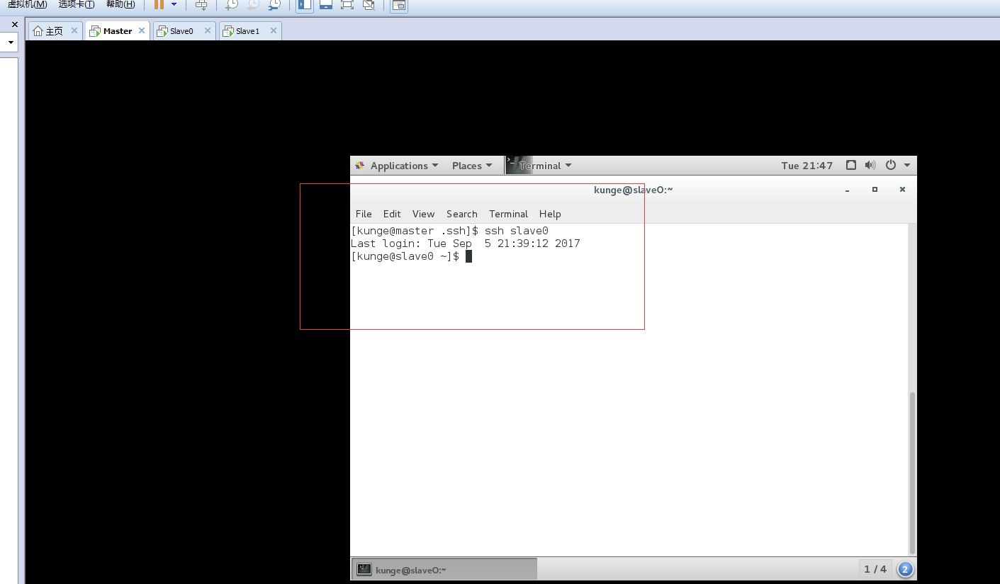 虚拟机(M) 选项卡(T) 帮助(H)
主页 Master Slave0 Slave1
Applications Places Terminal Tue 21:47
kunge@slave0:~
File Edit View Search Terminal Help
[kunge@master .ssh]$ ssh slave0
Last login: Tue Sep  5 21:39:12 2017
[kunge@slave0 ~]$
kunge@slave0:~ 1 / 4 2